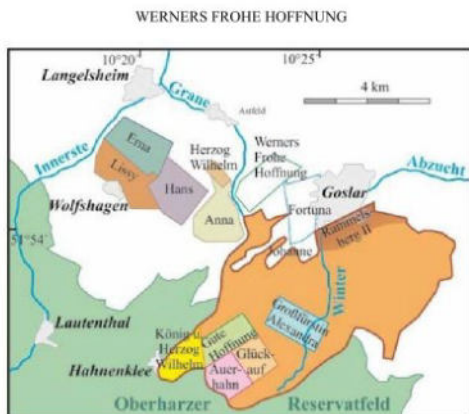 WERNERS FROHE HOFFNUNG
10°20
10°25
Langelsheim
Grane
Astfeld
4 km
Innerste
Erna
Lissy
Hans
Herzog
Wilhelm
Werners
Frohe
Hoffnung
Abzucht
Goslar
Wolfshagen
Anna
Fortuna
Rammels-
berg II
51°54'
Johanne
Winter
Großfürstin
Alexandra
Lautenthal
König u.
Herzog
Wilhelm
Gute
Hoffnung
Glück-
auf
Hahnenklee
Auer-
hahn
Oberharzer Reservatfeld